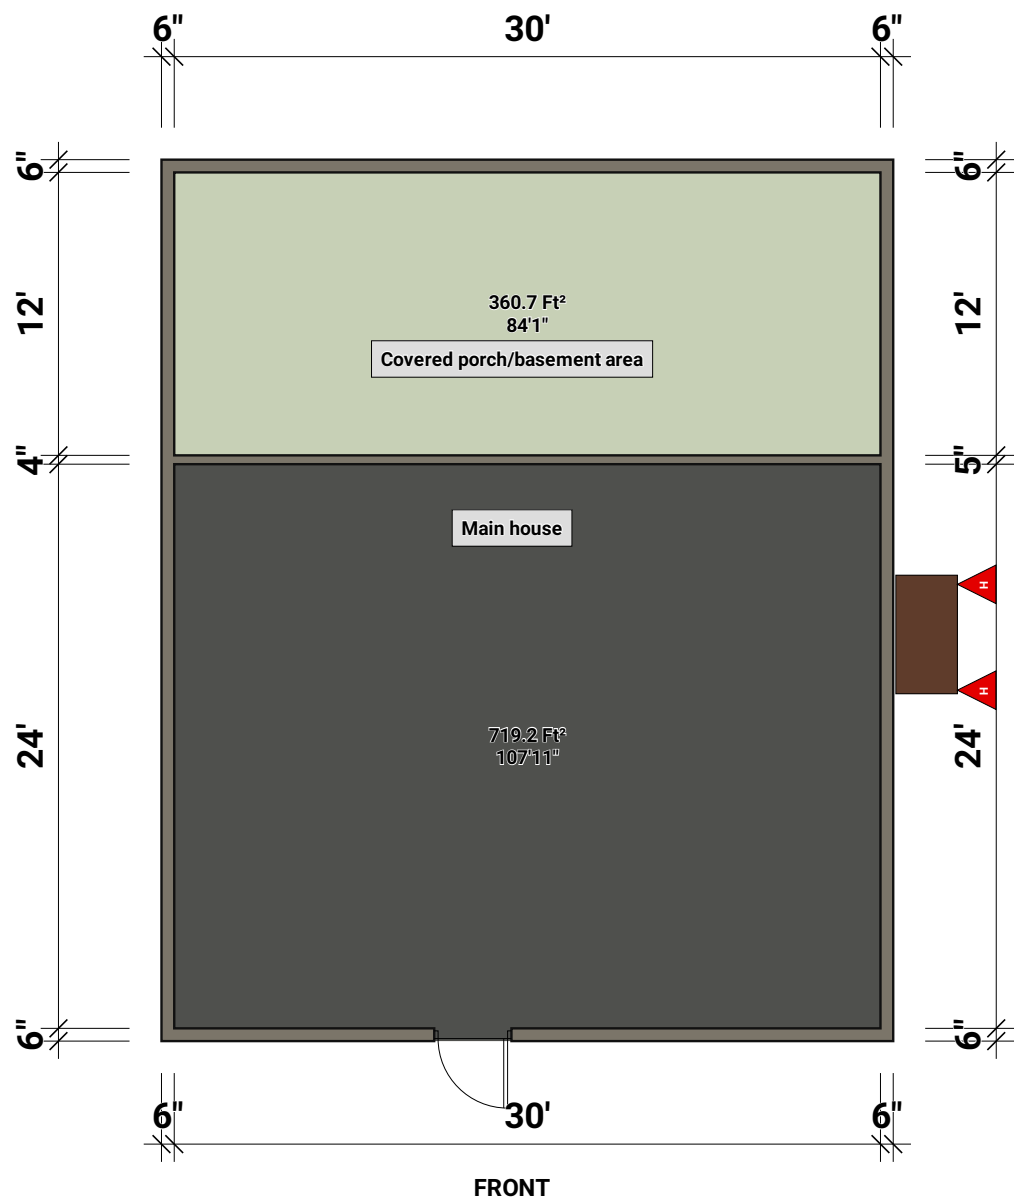 6" 30' 6"
6" 6"
12' 12'
360.7 Ft²
84'1"
Covered porch/basement area
4" 5"
Main house
H
H
24' 24'
719.2 Ft²
107'11"
6" 6"
6" 30' 6"
FRONT